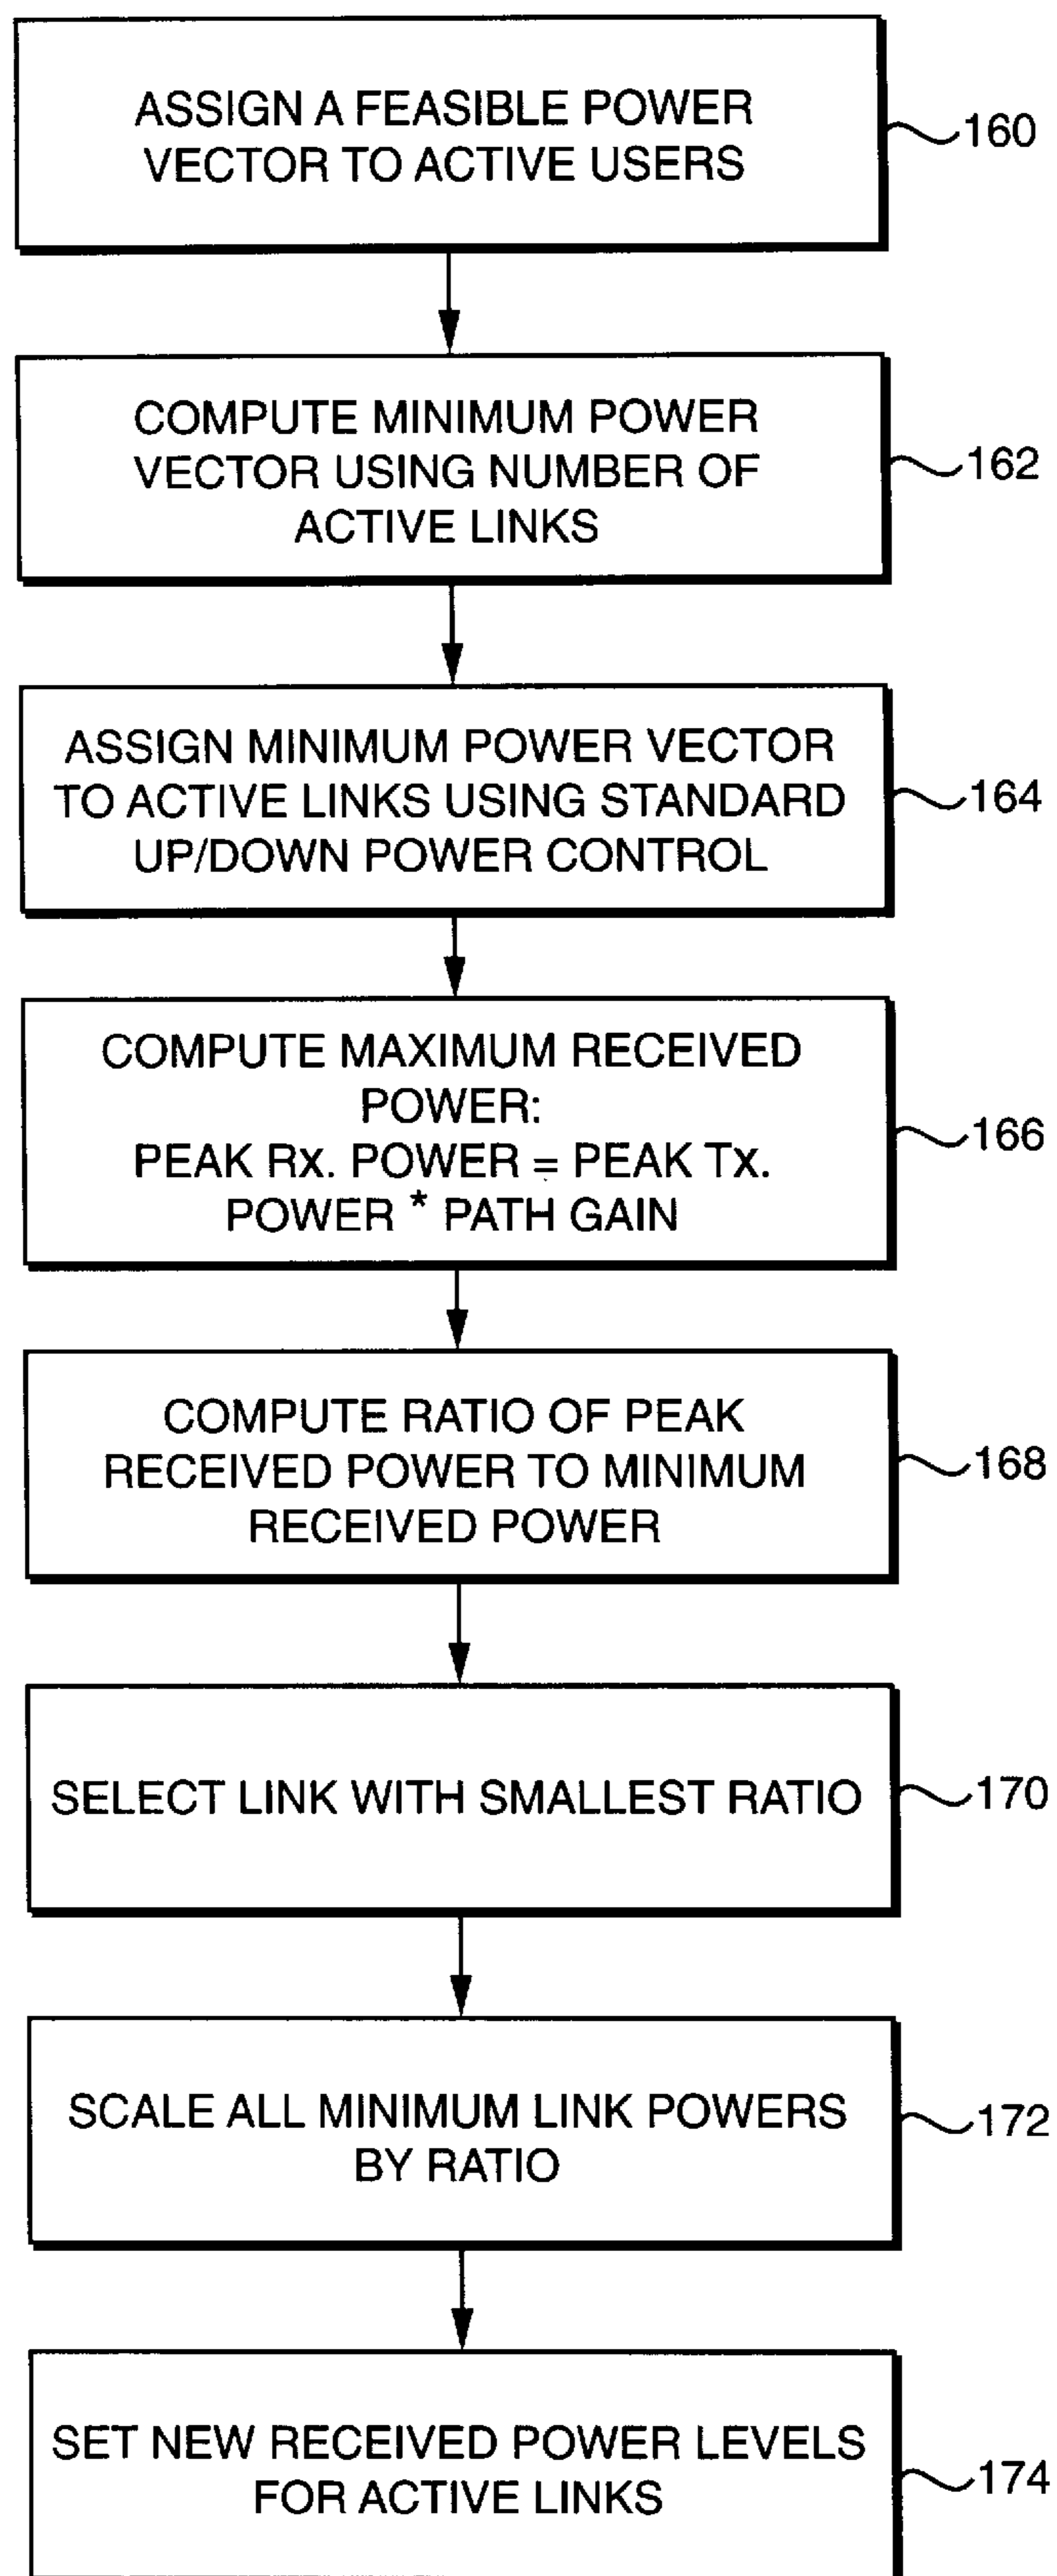 ASSIGN A FEASIBLE POWER
VECTOR TO ACTIVE USERS
160
COMPUTE MINIMUM POWER
VECTOR USING NUMBER OF
ACTIVE LINKS
162
ASSIGN MINIMUM POWER VECTOR
TO ACTIVE LINKS USING STANDARD
UP/DOWN POWER CONTROL
164
COMPUTE MAXIMUM RECEIVED
POWER:
PEAK Rx. POWER = PEAK Tx.
POWER * PATH GAIN
166
COMPUTE RATIO OF PEAK
RECEIVED POWER TO MINIMUM
RECEIVED POWER
168
SELECT LINK WITH SMALLEST RATIO
170
SCALE ALL MINIMUM LINK POWERS
BY RATIO
172
SET NEW RECEIVED POWER LEVELS
FOR ACTIVE LINKS
174